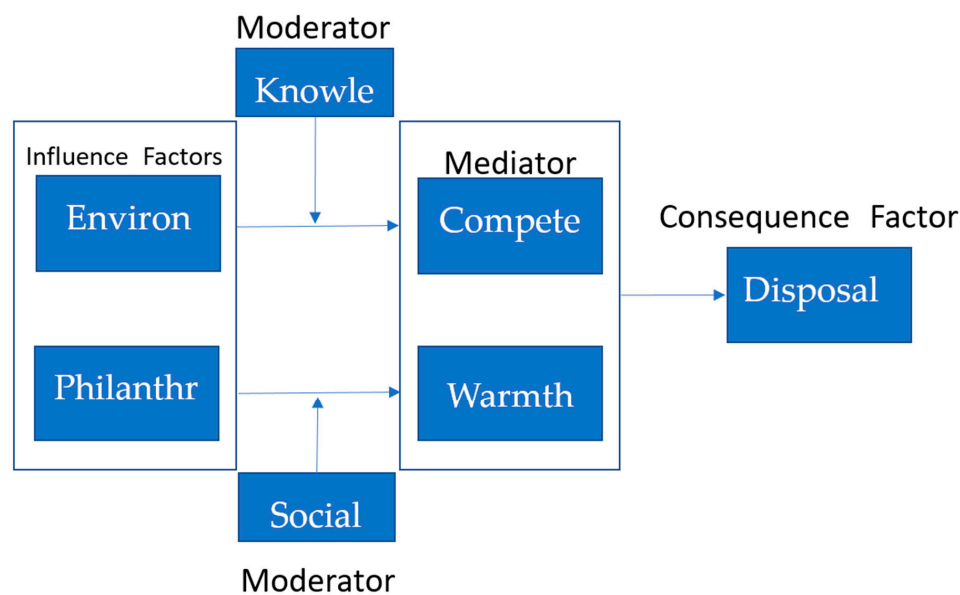 Moderator
Knowle
Influence Factors
Environ
Philanthr
Mediator
Compete
Warmth
Consequence Factor
Disposal
Social
Moderator